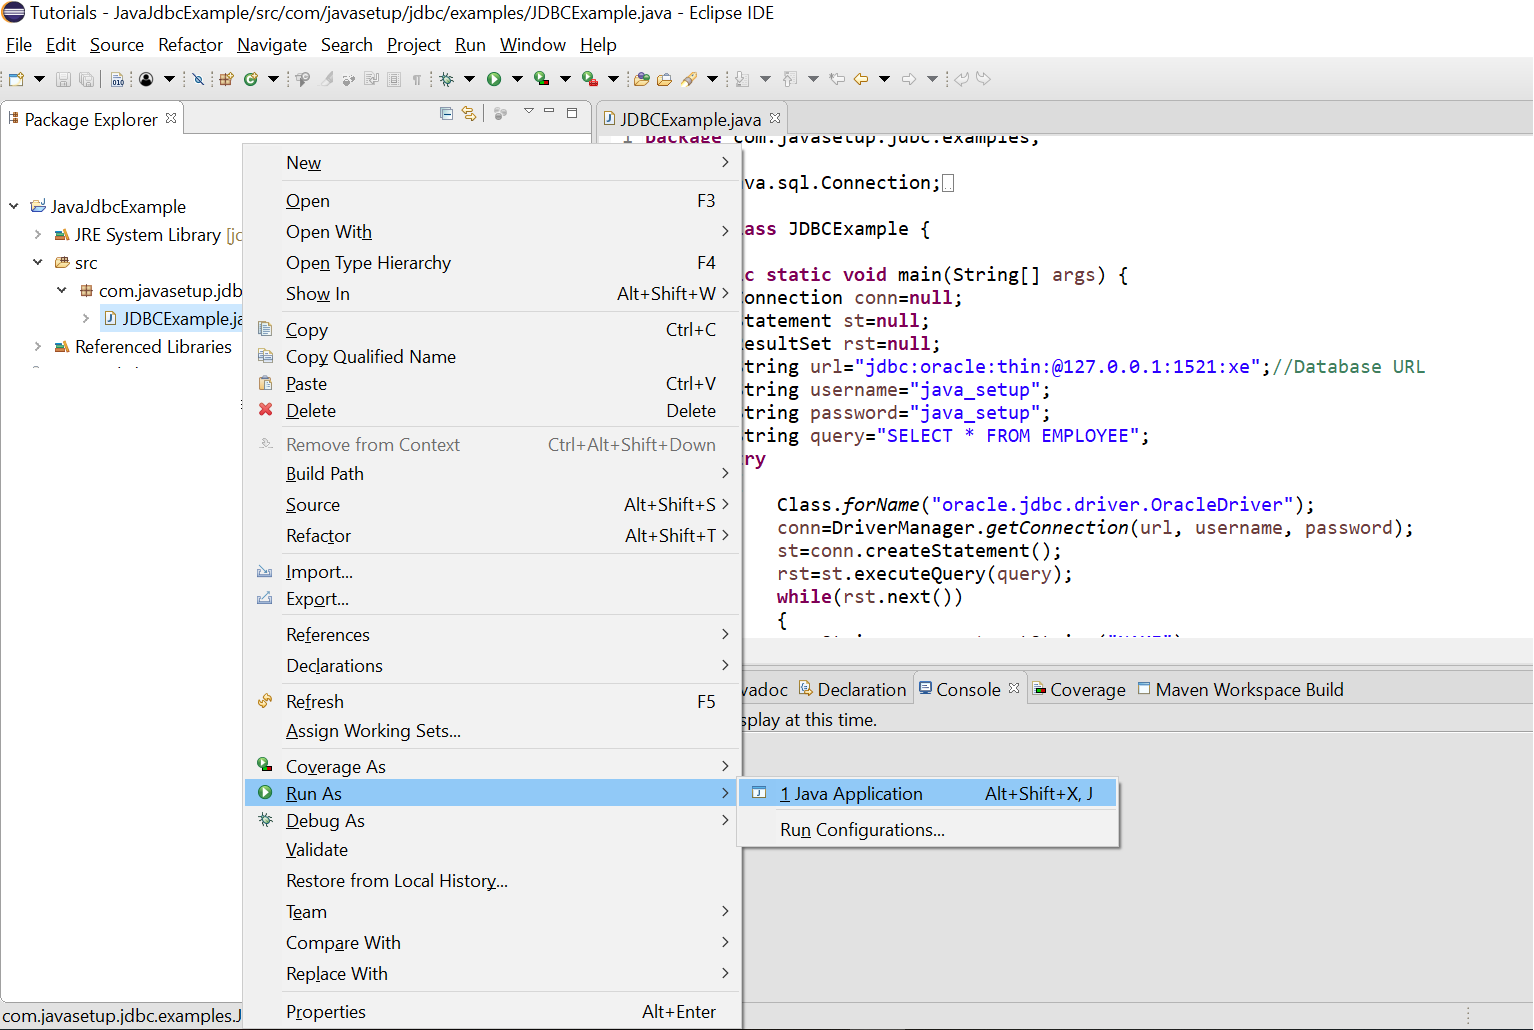 Tutorials - JavaJdbcExample/src/com/javasetup/jdbc/examples/JDBCExample.java - Eclipse IDE
File Edit Source Refactor Navigate Search Project Run Window Help
Package Explorer
JavaJdbcExample
JRE System Library
src
com.javasetup.jdb
JDBCExample.ja
Referenced Libraries
New
Open F3
Open With
Open Type Hierarchy F4
Show In Alt+Shift+W
Copy Ctrl+C
Copy Qualified Name
Paste Ctrl+V
Delete Delete
Remove from Context Ctrl+Alt+Shift+Down
Build Path
Source Alt+Shift+S
Refactor Alt+Shift+T
Import...
Export...
References
Declarations
Refresh F5
Assign Working Sets...
Coverage As
Run As
Debug As
Validate
Restore from Local History...
Team
Compare With
Replace With
Properties Alt+Enter
1 Java Application Alt+Shift+X, J
Run Configurations...
JDBCExample.java
1 package com.javasetup.jdbc.examples;
va.sql.Connection;
ass JDBCExample {
c static void main(String[] args) {
onnection conn=null;
tatement st=null;
esultSet rst=null;
tring url="jdbc:oracle:thin:@127.0.0.1:1521:xe";//Database URL
tring username="java_setup";
tring password="java_setup";
tring query="SELECT * FROM EMPLOYEE";
ry
Class.forName("oracle.jdbc.driver.OracleDriver");
conn=DriverManager.getConnection(url, username, password);
st=conn.createStatement();
rst=st.executeQuery(query);
while(rst.next())
{
vadoc Declaration Console Coverage Maven Workspace Build
splay at this time.
com.javasetup.jdbc.examples.J